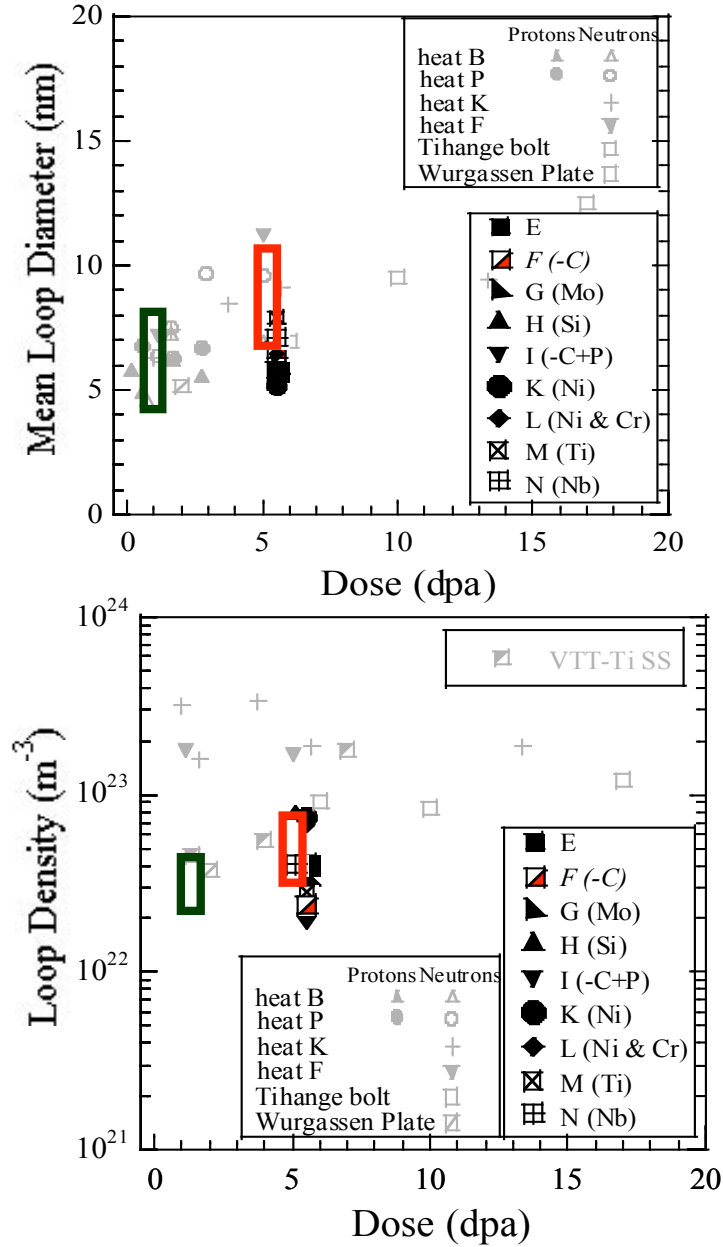 20
15
10
5
0
Mean Loop Diameter (nm)
Protons Neutrons
heat B
heat P
heat K
heat F
Tihange bolt
Wurgassen Plate
E
F (-C)
G (Mo)
H (Si)
I (-C+P)
K (Ni)
L (Ni & Cr)
M (Ti)
N (Nb)
0 5 10 15 20
Dose (dpa)
10^24
10^23
10^22
10^21
Loop Density (m^-3)
VTT-Ti SS
E
F (-C)
G (Mo)
H (Si)
I (-C+P)
K (Ni)
L (Ni & Cr)
M (Ti)
N (Nb)
Protons Neutrons
heat B
heat P
heat K
heat F
Tihange bolt
Wurgassen Plate
0 5 10 15 20
Dose (dpa)